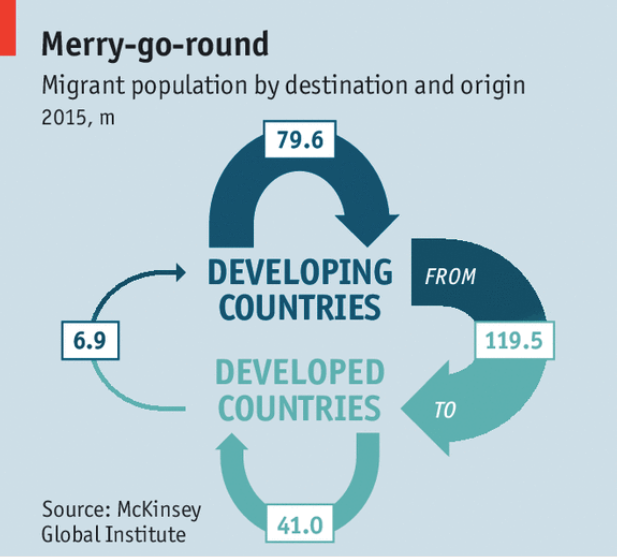 Merry-go-round
Migrant population by destination and origin
2015, m
79.6
DEVELOPING
COUNTRIES
FROM
6.9
119.5
DEVELOPED
COUNTRIES
TO
41.0
Source: McKinsey
Global Institute